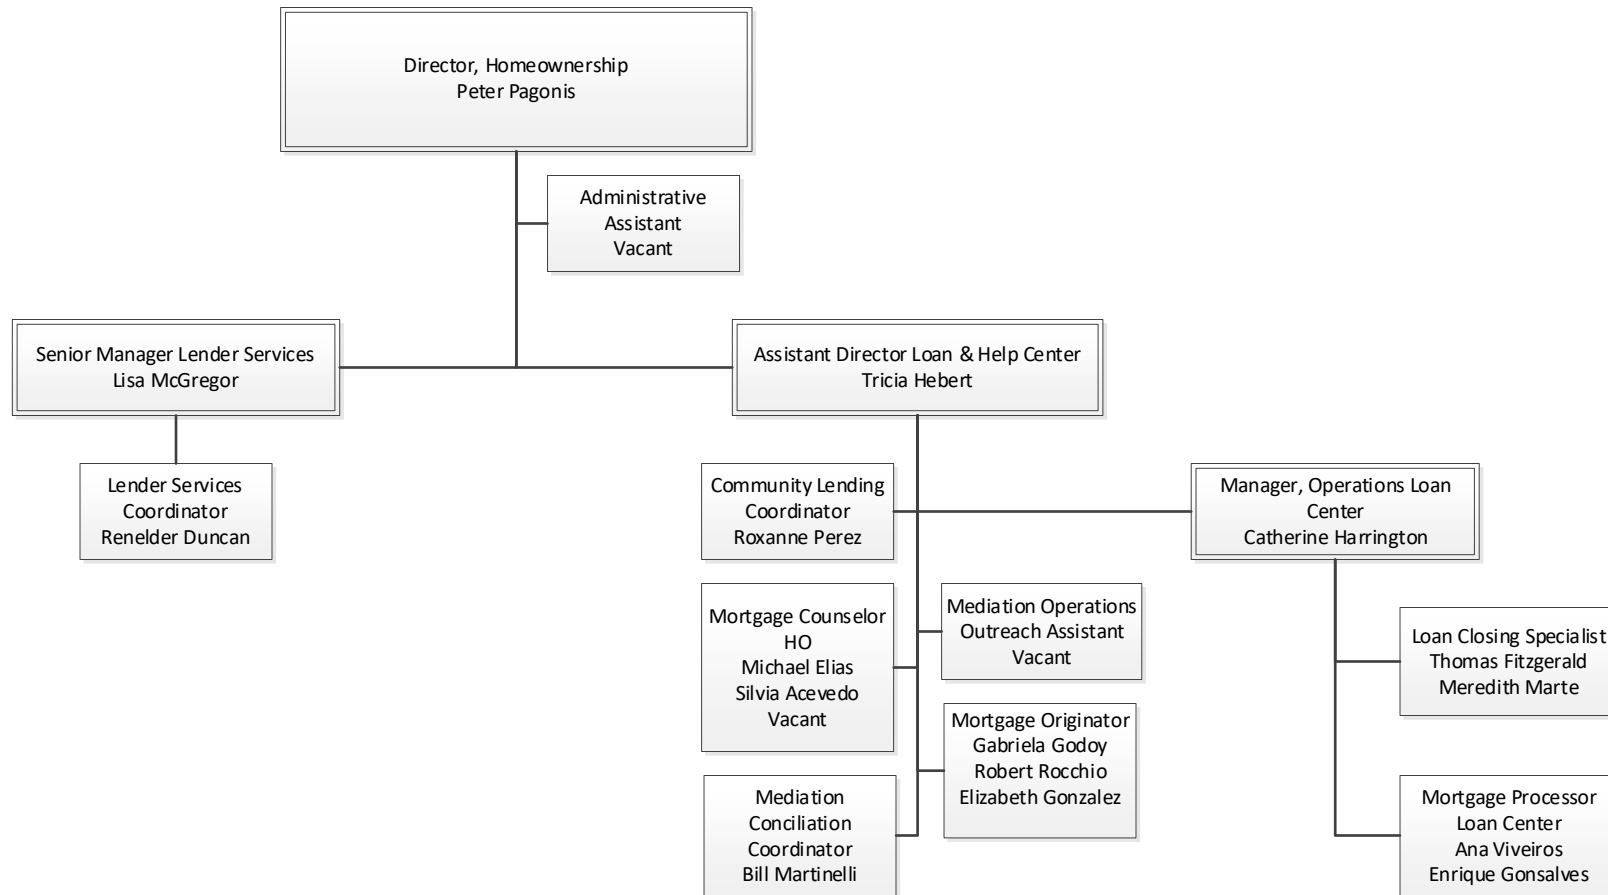 Director, Homeownership
Peter Pagonis
Administrative
Assistant
Vacant
Senior Manager Lender Services
Lisa McGregor
Assistant Director Loan & Help Center
Tricia Hebert
Lender Services
Coordinator
Renelder Duncan
Community Lending
Coordinator
Roxanne Perez
Manager, Operations Loan
Center
Catherine Harrington
Mortgage Counselor
HO
Michael Elias
Silvia Acevedo
Vacant
Mediation Operations
Outreach Assistant
Vacant
Loan Closing Specialist
Thomas Fitzgerald
Meredith Marte
Mortgage Originator
Gabriela Godoy
Robert Rocchio
Elizabeth Gonzalez
Mediation
Conciliation
Coordinator
Bill Martinelli
Mortgage Processor
Loan Center
Ana Viveiros
Enrique Gonsalves